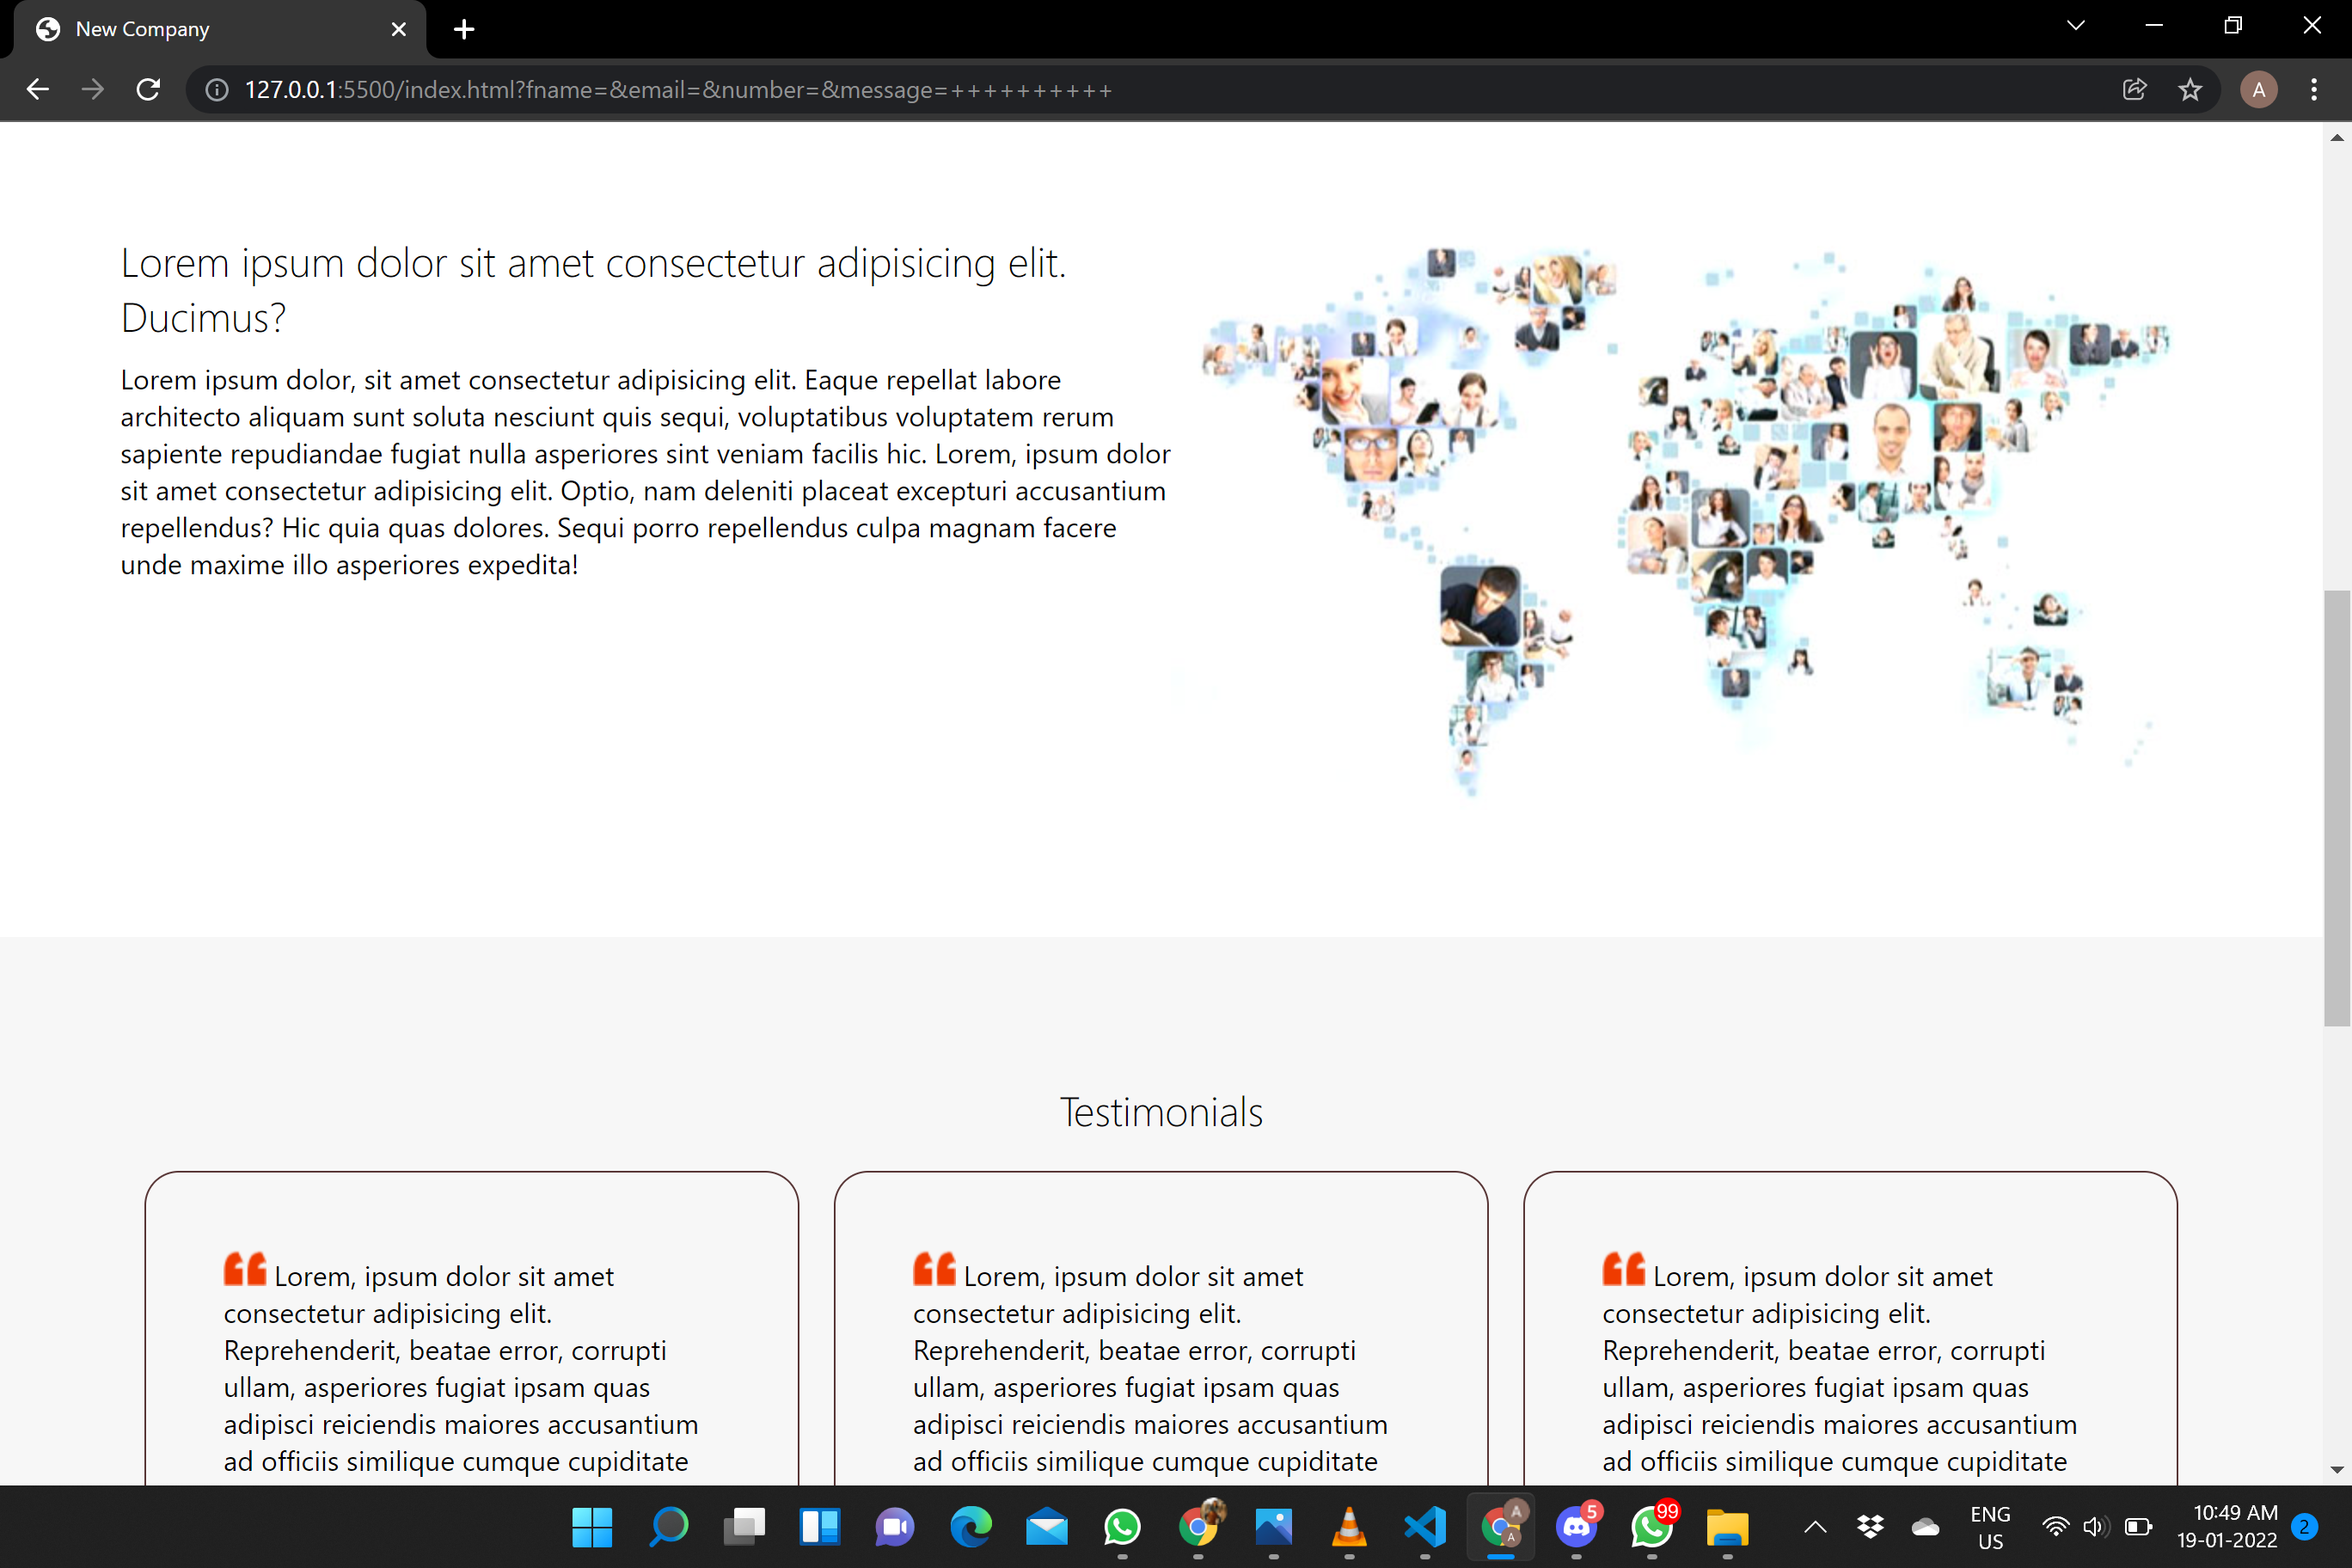 New Company
127.0.0.1:5500/index.html?fname=&email=&number=&message=++++++++++
A
Lorem ipsum dolor sit amet consectetur adipisicing elit.
Ducimus?
Lorem ipsum dolor, sit amet consectetur adipisicing elit. Eaque repellat labore
architecto aliquam sunt soluta nesciunt quis sequi, voluptatibus voluptatem rerum
sapiente repudiandae fugiat nulla asperiores sint veniam facilis hic. Lorem, ipsum dolor
sit amet consectetur adipisicing elit. Optio, nam deleniti placeat excepturi accusantium
repellendus? Hic quia quas dolores. Sequi porro repellendus culpa magnam facere
unde maxime illo asperiores expedita!
Testimonials
Lorem, ipsum dolor sit amet
consectetur adipisicing elit.
Reprehenderit, beatae error, corrupti
ullam, asperiores fugiat ipsam quas
adipisci reiciendis maiores accusantium
ad officiis similique cumque cupiditate
Lorem, ipsum dolor sit amet
consectetur adipisicing elit.
Reprehenderit, beatae error, corrupti
ullam, asperiores fugiat ipsam quas
adipisci reiciendis maiores accusantium
ad officiis similique cumque cupiditate
Lorem, ipsum dolor sit amet
consectetur adipisicing elit.
Reprehenderit, beatae error, corrupti
ullam, asperiores fugiat ipsam quas
adipisci reiciendis maiores accusantium
ad officiis similique cumque cupiditate
A
A
5
99
ENG
US
10:49 AM
19-01-2022
2